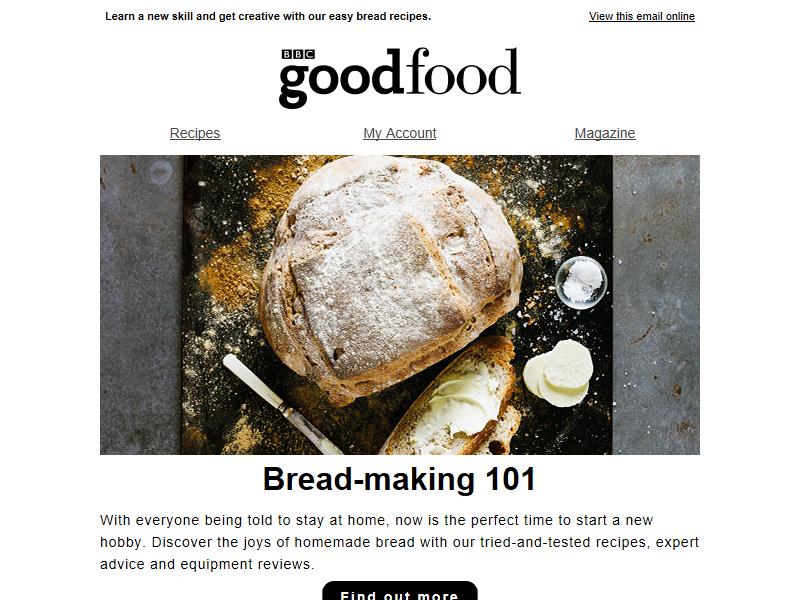 Learn a new skill and get creative with our easy bread recipes.
View this email online
BBC
goodfood
Recipes
My Account
Magazine
Bread-making 101
With everyone being told to stay at home, now is the perfect time to start a new
hobby. Discover the joys of homemade bread with our tried-and-tested recipes, expert
advice and equipment reviews.
Find out more